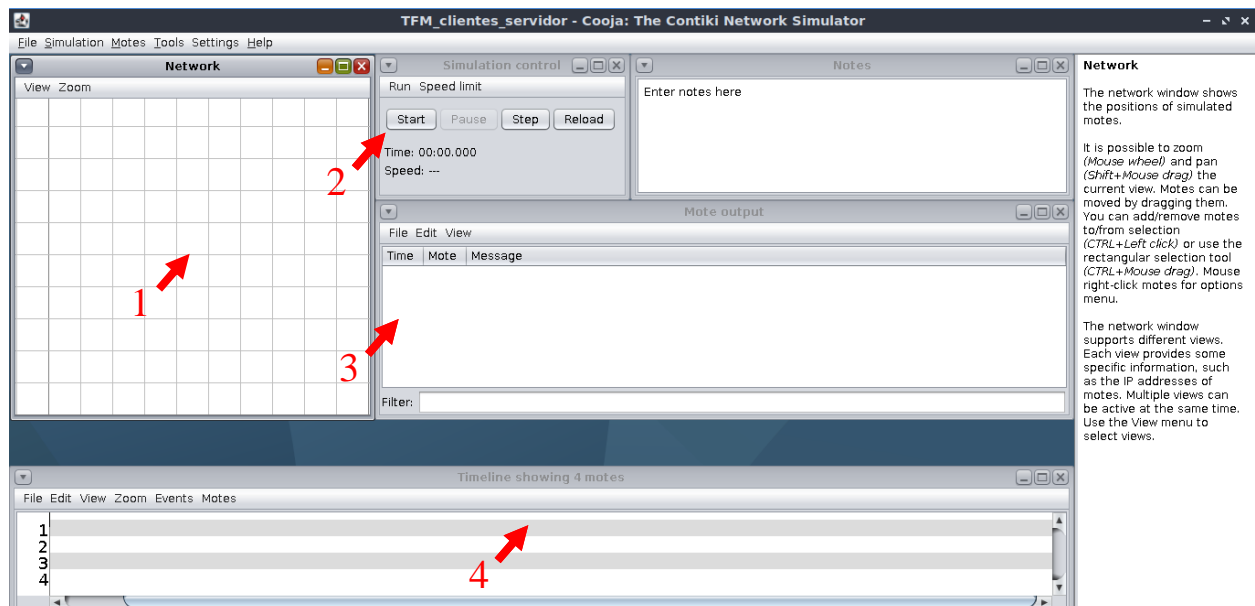 TFM_clientes_servidor - Cooja: The Contiki Network Simulator
File Simulation Motes Tools Settings Help
Network
View Zoom
1
Simulation control
Run Speed limit
Start Pause Step Reload
Time: 00:00.000
Speed: ---
2
Notes
Enter notes here
Mote output
File Edit View
Time Mote Message
3
Filter:
Network
The network window shows
the positions of simulated
motes.
It is possible to zoom
(Mouse wheel) and pan
(Shift+Mouse drag) the
current view. Motes can be
moved by dragging them.
You can add/remove motes
to/from selection
(CTRL+Left click) or use the
rectangular selection tool
(CTRL+Mouse drag). Mouse
right-click motes for options
menu.
The network window
supports different views.
Each view provides some
specific information, such
as the IP addresses of
motes. Multiple views can
be active at the same time.
Use the View menu to
select views.
Timeline showing 4 motes
File Edit View Zoom Events Motes
1
2
3
4
4